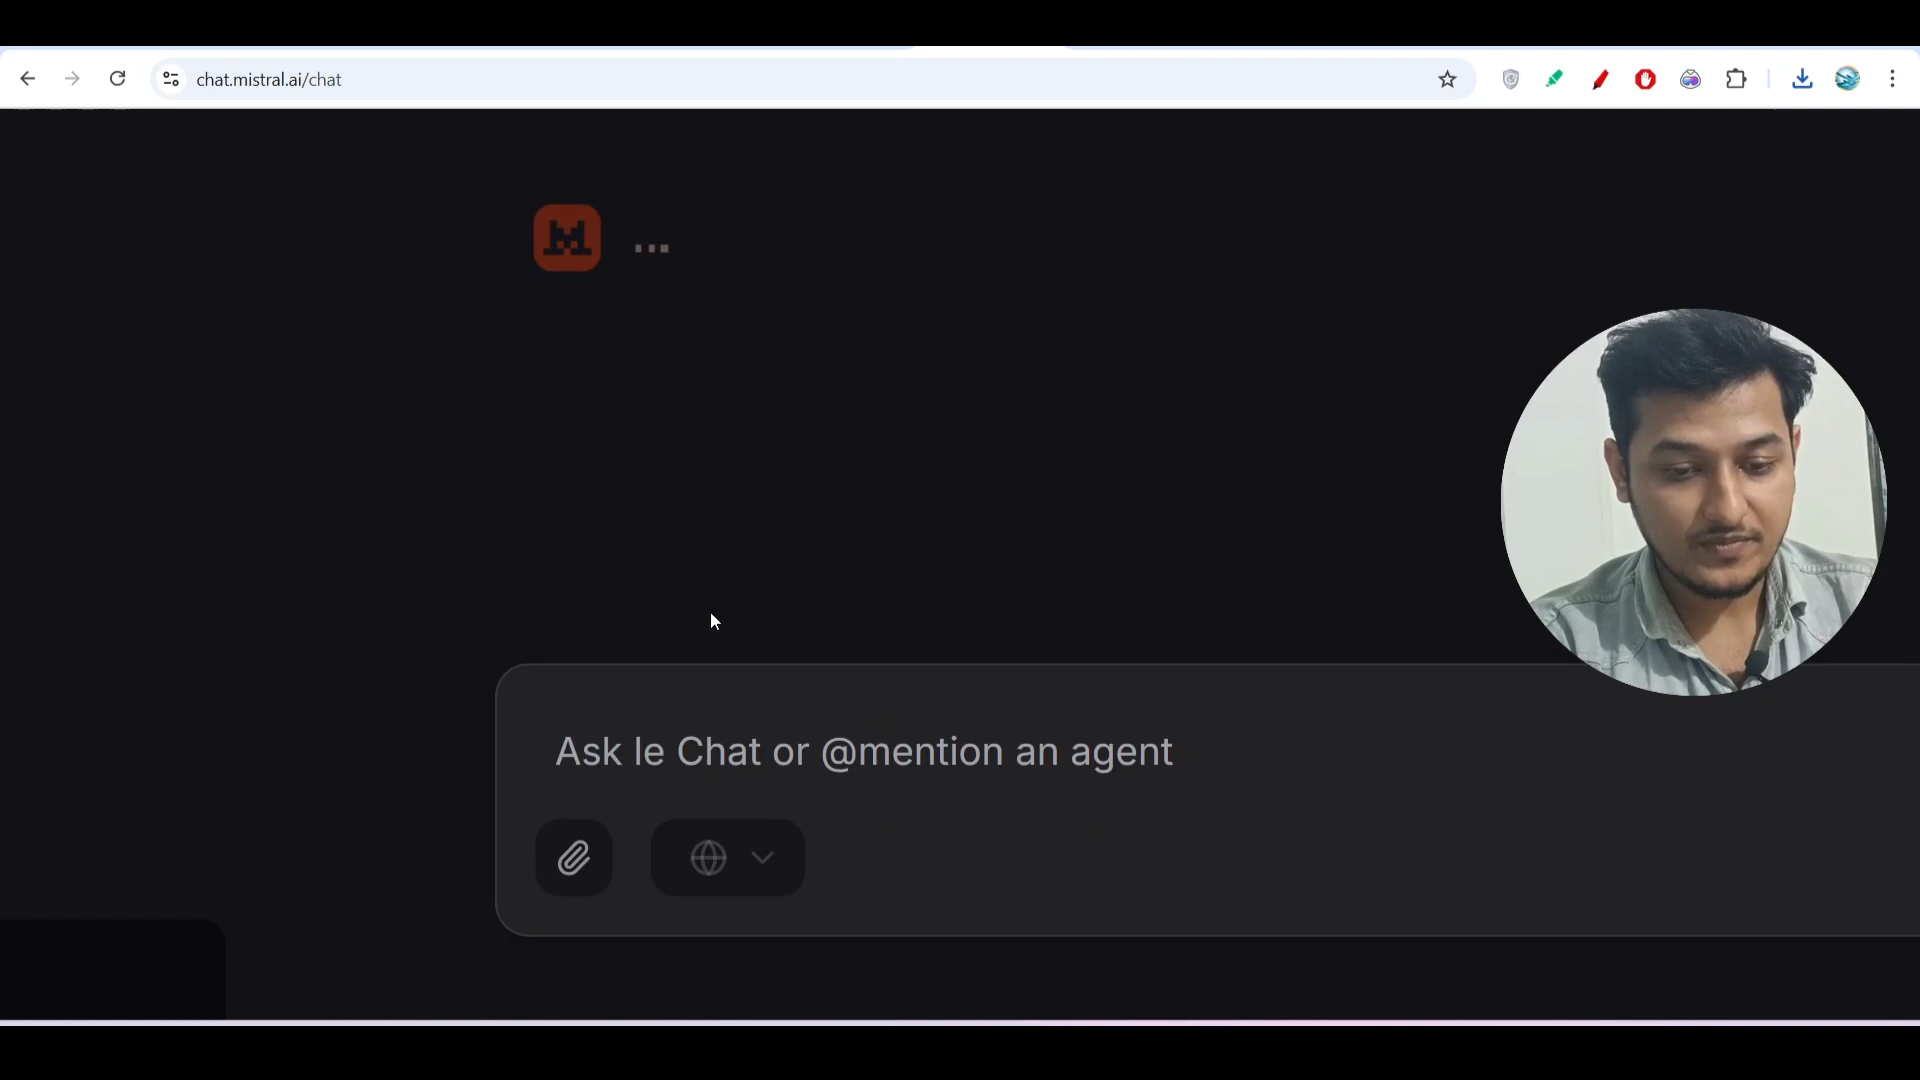 chat.mistral.ai/chat
...
Ask le Chat or @mention an agent